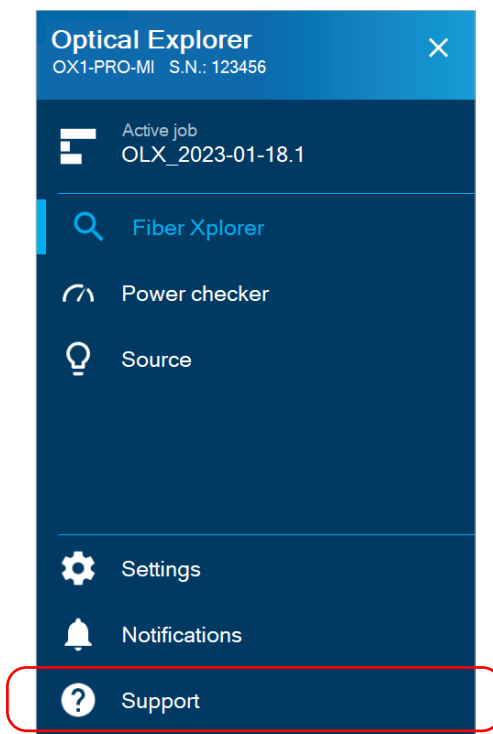 Optical Explorer
OX1-PRO-MI S.N.: 123456
Active job
OLX_2023-01-18.1
Fiber Xplorer
Power checker
Source
Settings
Notifications
Support